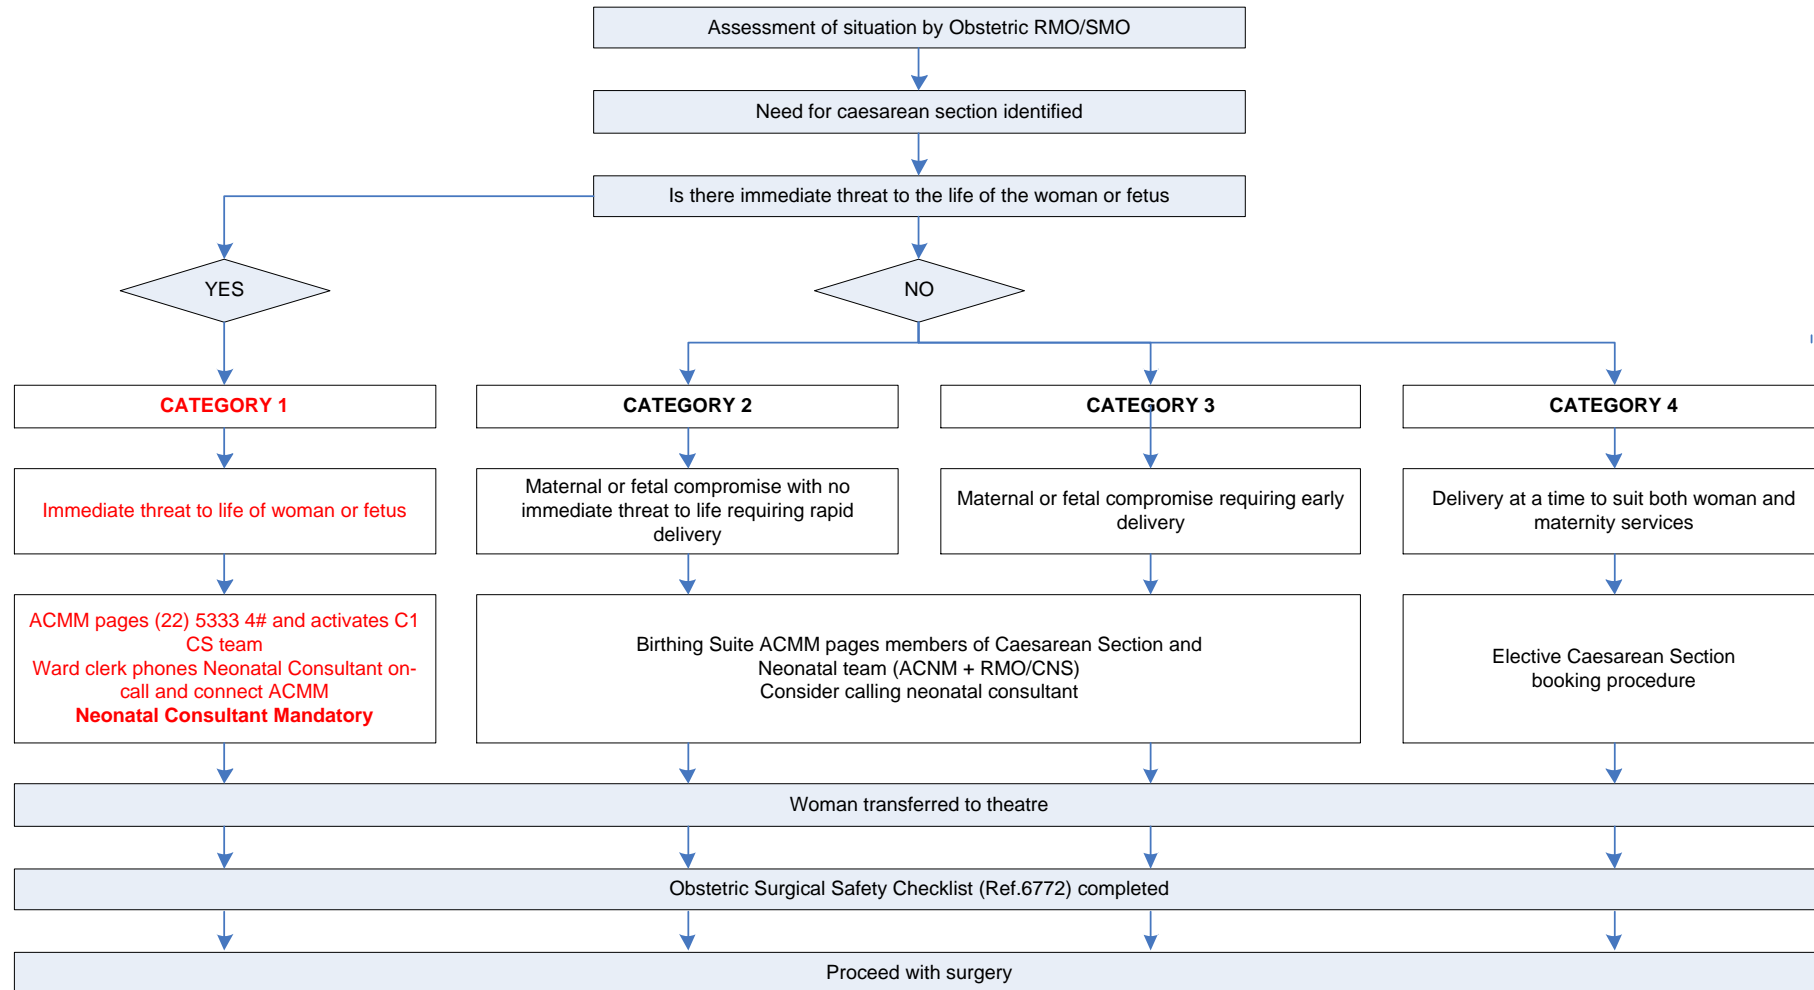 Assessment of situation by Obstetric RMO/SMO
Need for caesarean section identified
Is there immediate threat to the life of the woman or fetus
YES
NO
CATEGORY 1
CATEGORY 2
CATEGORY 3
CATEGORY 4
Immediate threat to life of woman or fetus
Maternal or fetal compromise with no
immediate threat to life requiring rapid
delivery
Maternal or fetal compromise requiring early
delivery
Delivery at a time to suit both woman and
maternity services
ACMM pages (22) 5333 4# and activates C1
CS team
Ward clerk phones Neonatal Consultant on-
call and connect ACMM
Neonatal Consultant Mandatory
Birthing Suite ACMM pages members of Caesarean Section and
Neonatal team (ACNM + RMO/CNS)
Consider calling neonatal consultant
Elective Caesarean Section
booking procedure
Woman transferred to theatre
Obstetric Surgical Safety Checklist (Ref.6772) completed
Proceed with surgery